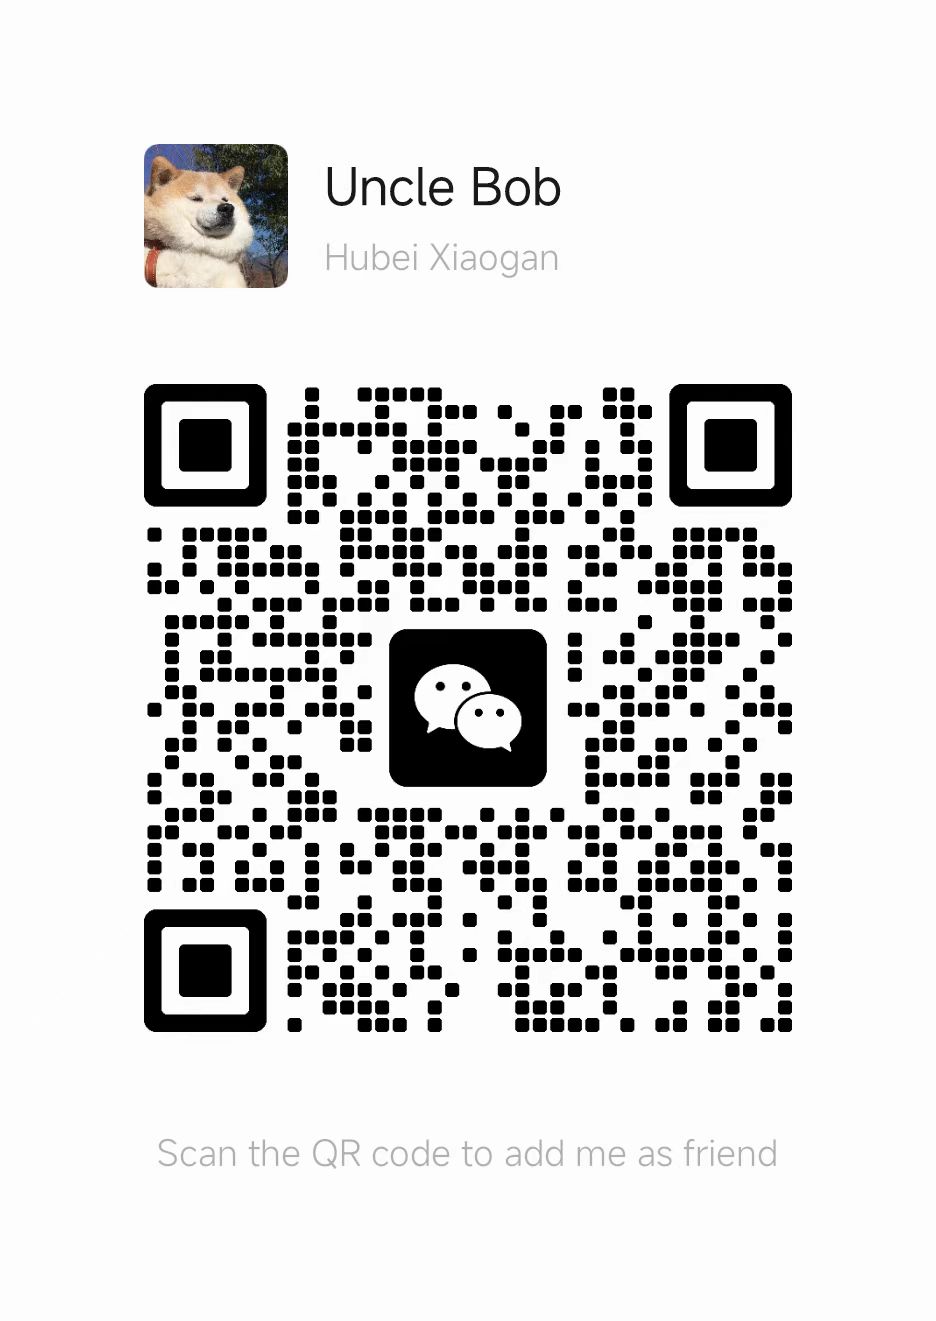 Uncle Bob
Hubei Xiaogan
Scan the QR code to add me as friend